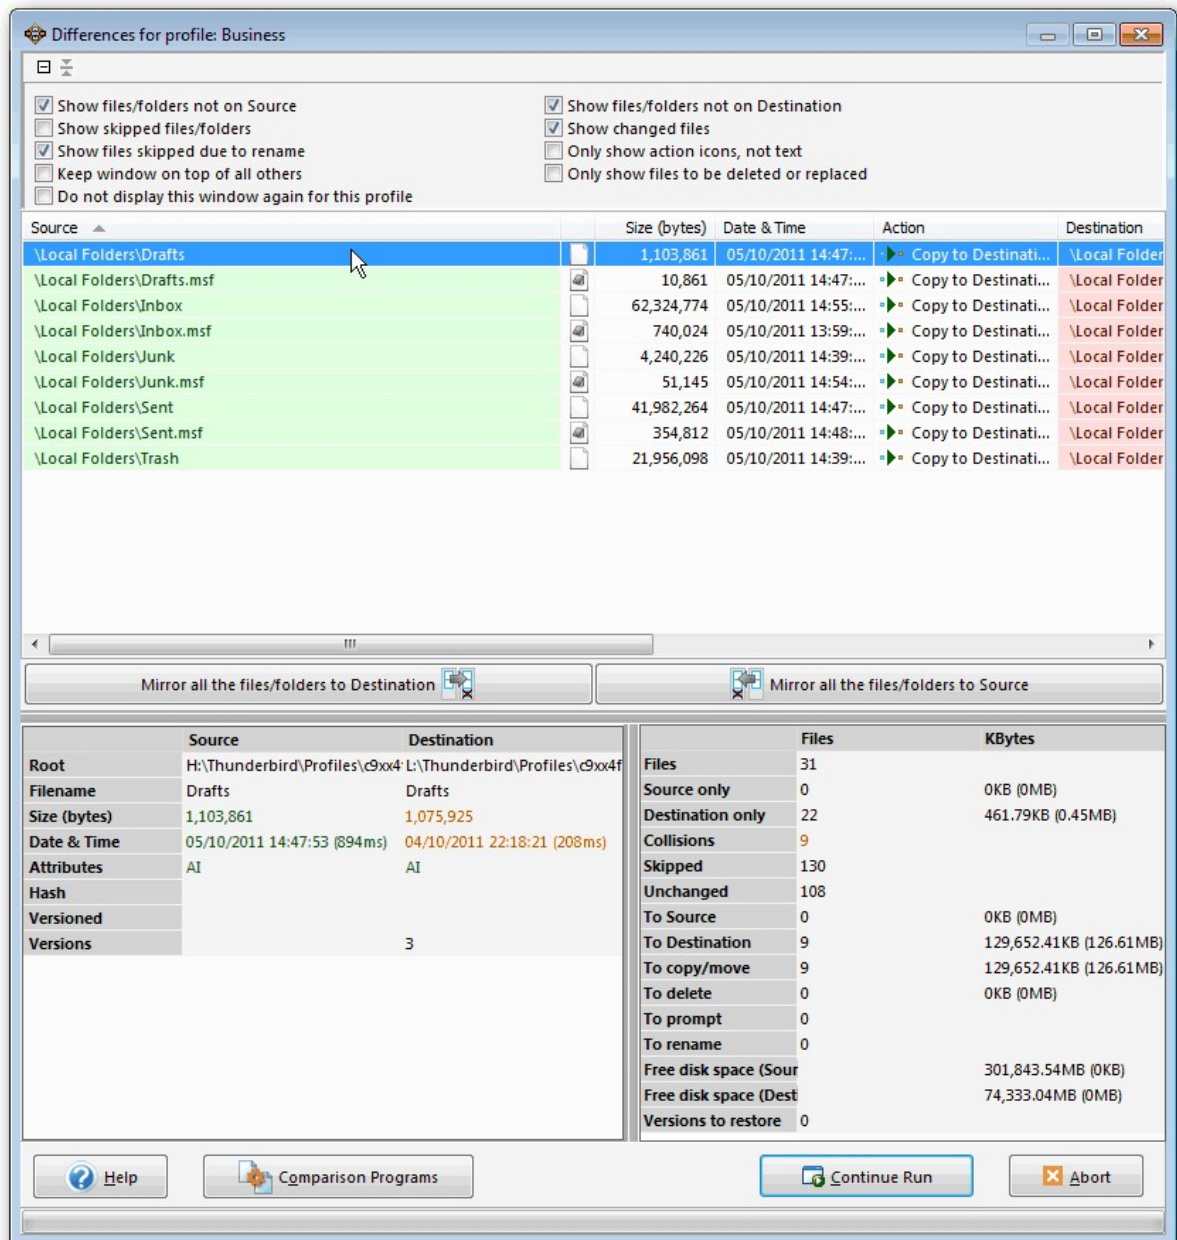 Differences for profile: Business
Show files/folders not on Source Show files/folders not on Destination
Show skipped files/folders Show changed files
Show files skipped due to rename Only show action icons, not text
Keep window on top of all others Only show files to be deleted or replaced
Do not display this window again for this profile
Source Size (bytes) Date & Time Action Destination
\Local Folders\Drafts 1,103,861 05/10/2011 14:47:... Copy to Destinati... \Local Folder
\Local Folders\Drafts.msf 10,861 05/10/2011 14:47:... Copy to Destinati... \Local Folder
\Local Folders\Inbox 62,324,774 05/10/2011 14:55:... Copy to Destinati... \Local Folder
\Local Folders\Inbox.msf 740,024 05/10/2011 13:59:... Copy to Destinati... \Local Folder
\Local Folders\Junk 4,240,226 05/10/2011 14:39:... Copy to Destinati... \Local Folder
\Local Folders\Junk.msf 51,145 05/10/2011 14:54:... Copy to Destinati... \Local Folder
\Local Folders\Sent 41,982,264 05/10/2011 14:47:... Copy to Destinati... \Local Folder
\Local Folders\Sent.msf 354,812 05/10/2011 14:48:... Copy to Destinati... \Local Folder
\Local Folders\Trash 21,956,098 05/10/2011 14:39:... Copy to Destinati... \Local Folder
Mirror all the files/folders to Destination Mirror all the files/folders to Source
Source Destination
Root H:\Thunderbird\Profiles\c9xx4f L:\Thunderbird\Profiles\c9xx4f
Filename Drafts Drafts
Size (bytes) 1,103,861 1,075,925
Date & Time 05/10/2011 14:47:53 (894ms) 04/10/2011 22:18:21 (208ms)
Attributes AI AI
Hash
Versioned
Versions 3
Files KBytes
Files 31
Source only 0 0KB (0MB)
Destination only 22 461.79KB (0.45MB)
Collisions 9
Skipped 130
Unchanged 108
To Source 0 0KB (0MB)
To Destination 9 129,652.41KB (126.61MB)
To copy/move 9 129,652.41KB (126.61MB)
To delete 0 0KB (0MB)
To prompt 0
To rename 0
Free disk space (Sour 301,843.54MB (0KB)
Free disk space (Desti 74,333.04MB (0MB)
Versions to restore 0
Help Comparison Programs Continue Run Abort